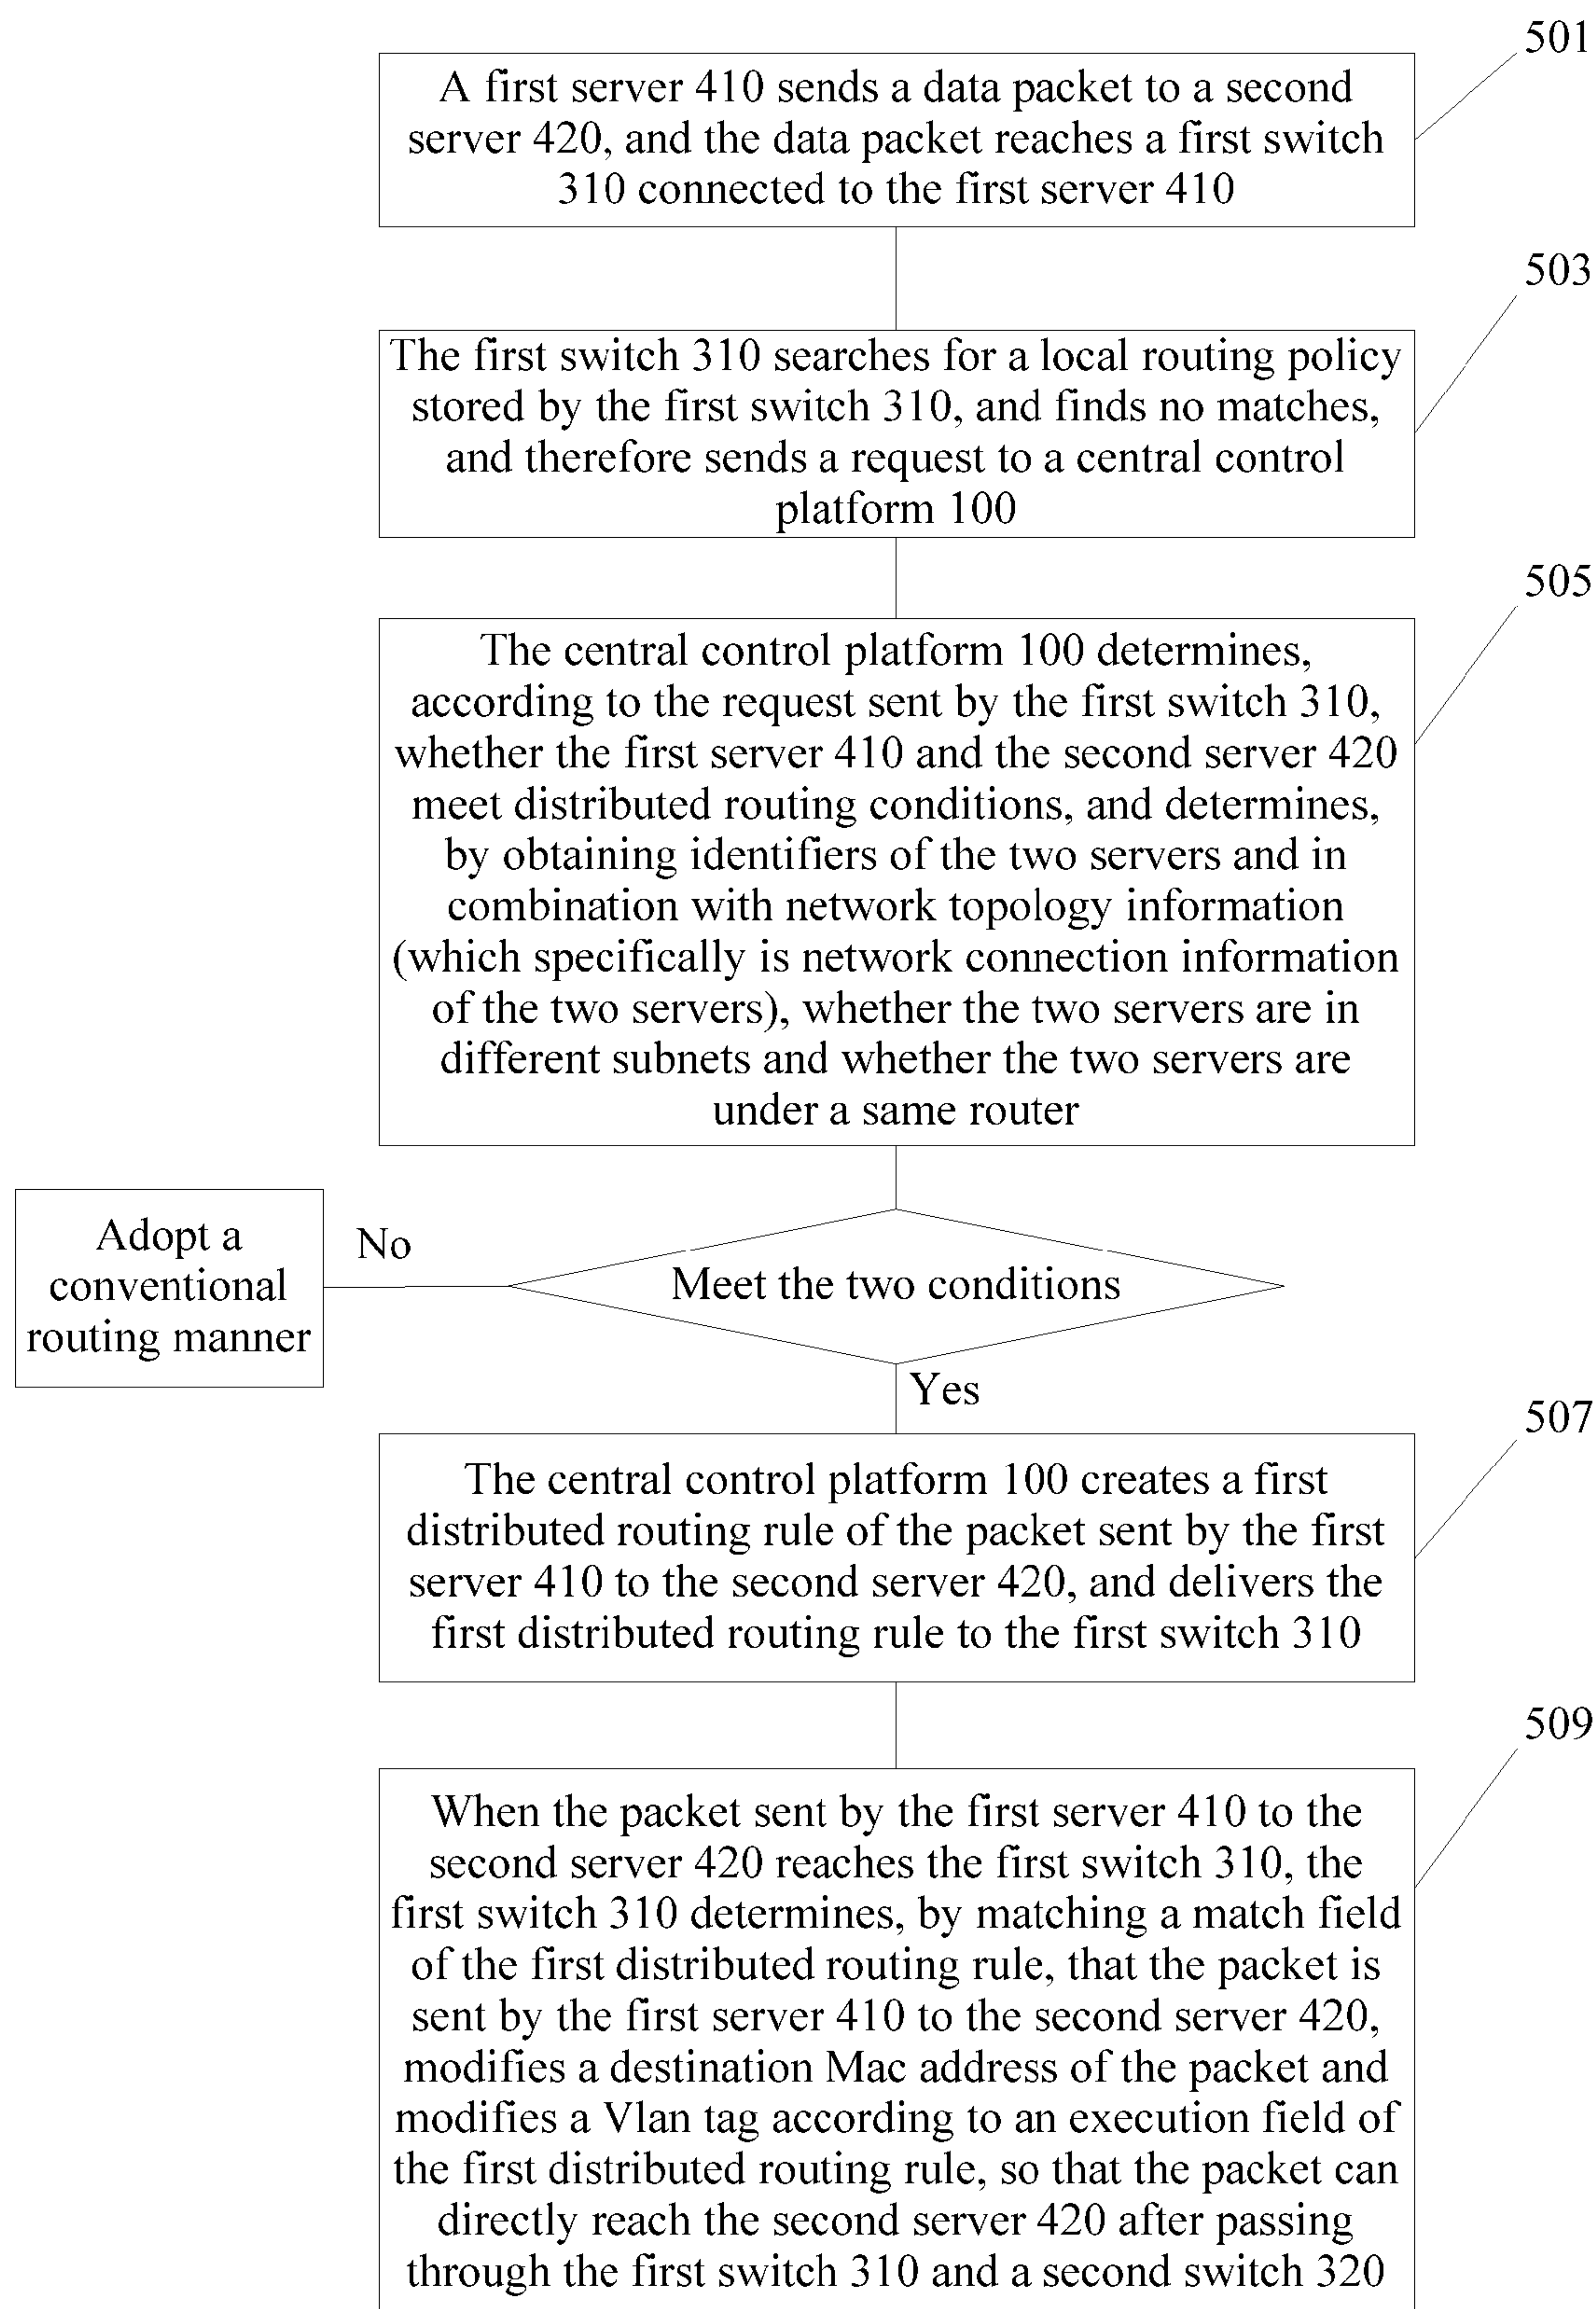 501
A first server 410 sends a data packet to a second
server 420, and the data packet reaches a first switch
310 connected to the first server 410
503
The first switch 310 searches for a local routing policy
stored by the first switch 310, and finds no matches,
and therefore sends a request to a central control
platform 100
505
The central control platform 100 determines,
according to the request sent by the first switch 310,
whether the first server 410 and the second server 420
meet distributed routing conditions, and determines,
by obtaining identifiers of the two servers and in
combination with network topology information
(which specifically is network connection information
of the two servers), whether the two servers are in
different subnets and whether the two servers are
under a same router
Adopt a
conventional
routing manner
No
Meet the two conditions
Yes
507
The central control platform 100 creates a first
distributed routing rule of the packet sent by the first
server 410 to the second server 420, and delivers the
first distributed routing rule to the first switch 310
509
When the packet sent by the first server 410 to the
second server 420 reaches the first switch 310, the
first switch 310 determines, by matching a match field
of the first distributed routing rule, that the packet is
sent by the first server 410 to the second server 420,
modifies a destination Mac address of the packet and
modifies a Vlan tag according to an execution field of
the first distributed routing rule, so that the packet can
directly reach the second server 420 after passing
through the first switch 310 and a second switch 320